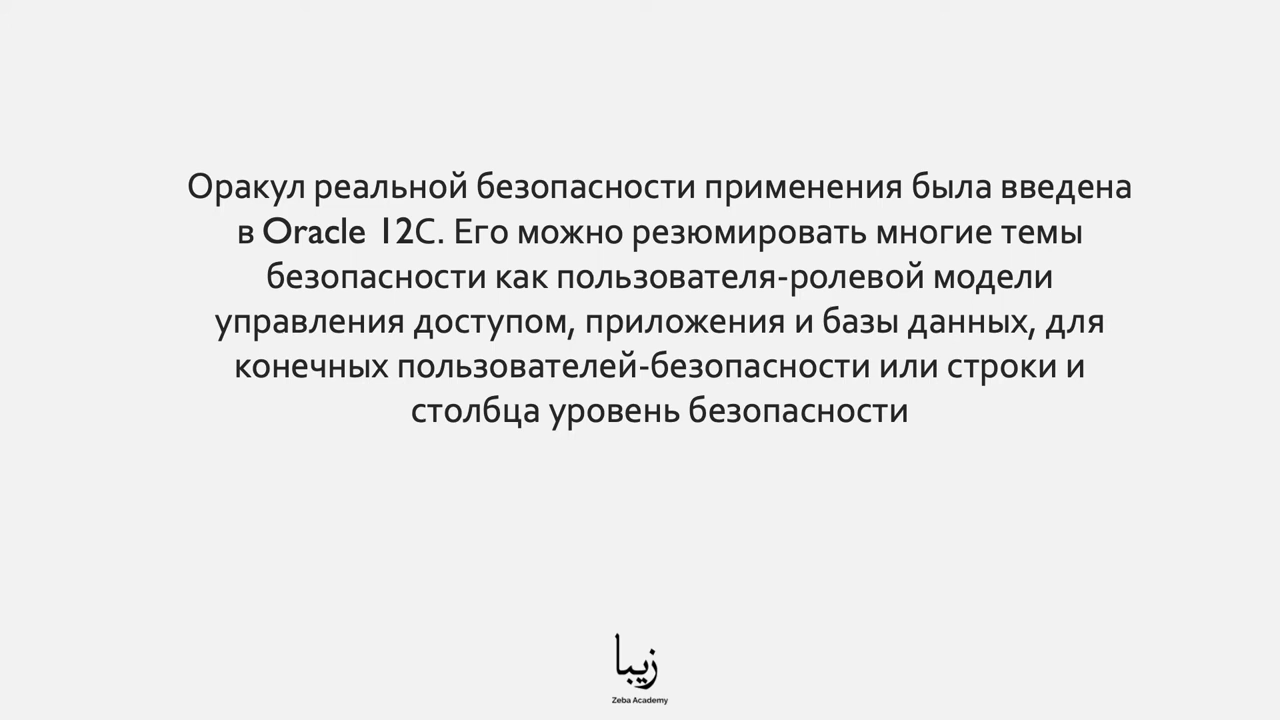 Оракул реальной безопасности применения была введена
в Oracle 12С. Его можно резюмировать многие темы
безопасности как пользователя-ролевой модели
управления доступом, приложения и базы данных, для
конечных пользователей-безопасности или строки и
столбца уровень безопасности
زيبا
Zeba Academy